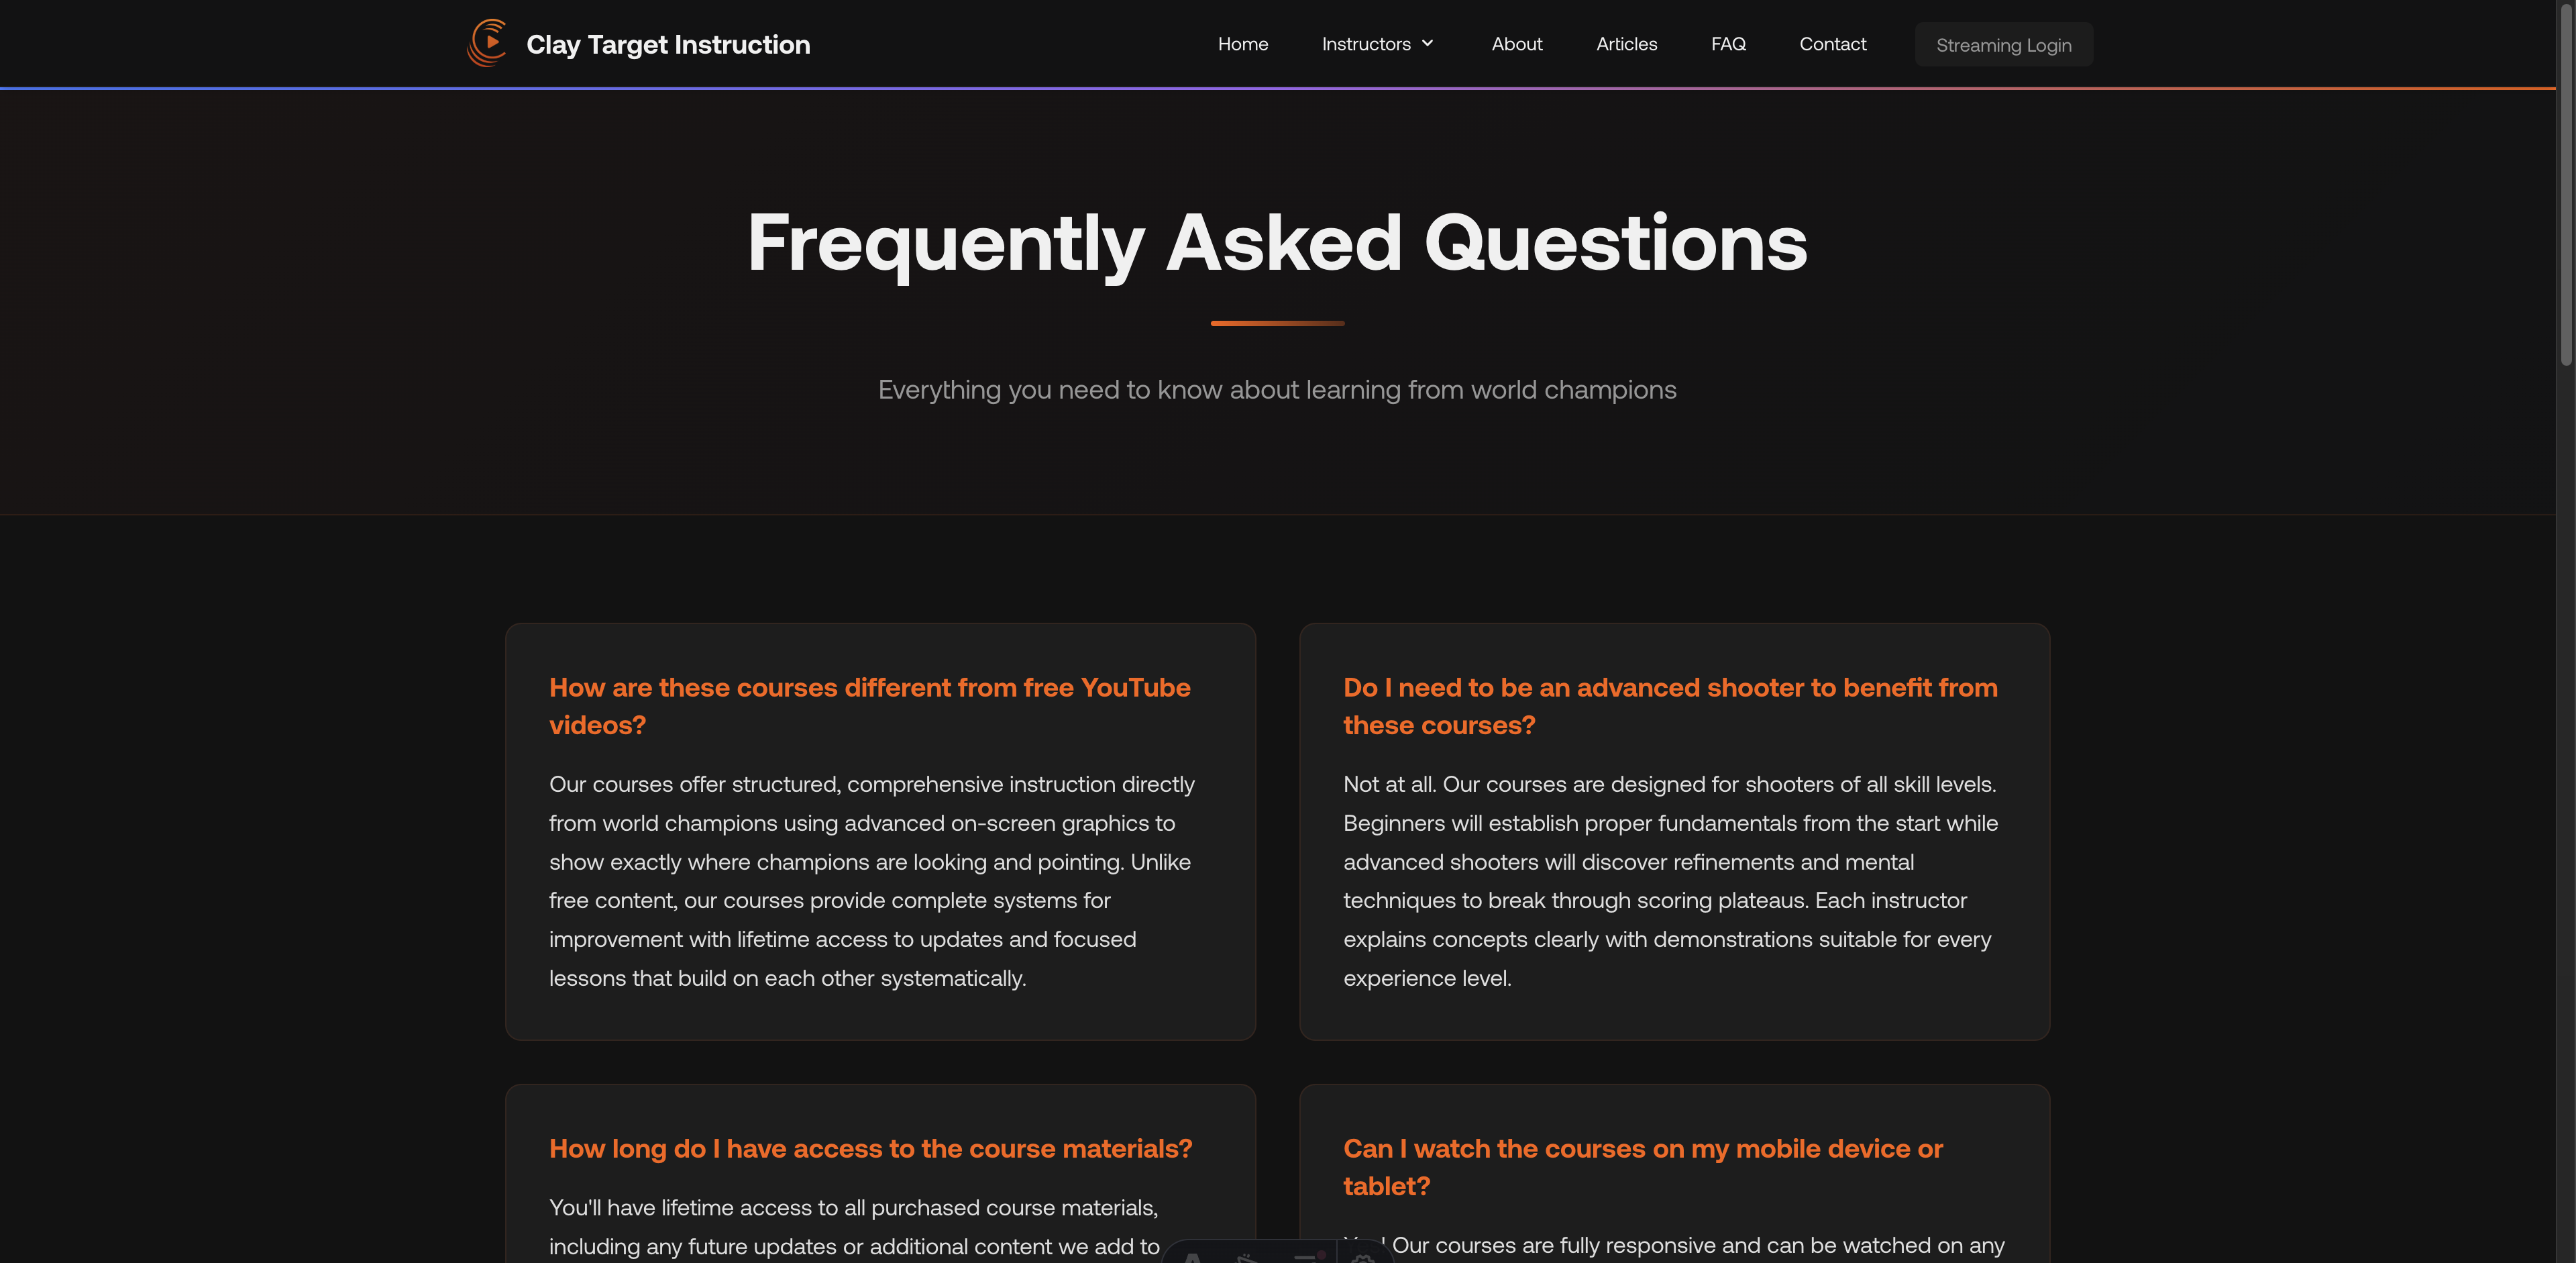 Clay Target Instruction
Home
Instructors
About
Articles
FAQ
Contact
Streaming Login
Frequently Asked Questions
Everything you need to know about learning from world champions
How are these courses different from free YouTube
videos?
Our courses offer structured, comprehensive instruction directly
from world champions using advanced on-screen graphics to
show exactly where champions are looking and pointing. Unlike
free content, our courses provide complete systems for
improvement with lifetime access to updates and focused
lessons that build on each other systematically.
Do I need to be an advanced shooter to benefit from
these courses?
Not at all. Our courses are designed for shooters of all skill levels.
Beginners will establish proper fundamentals from the start while
advanced shooters will discover refinements and mental
techniques to break through scoring plateaus. Each instructor
explains concepts clearly with demonstrations suitable for every
experience level.
How long do I have access to the course materials?
You'll have lifetime access to all purchased course materials,
including any future updates or additional content we add to
Can I watch the courses on my mobile device or
tablet?
Our courses are fully responsive and can be watched on any